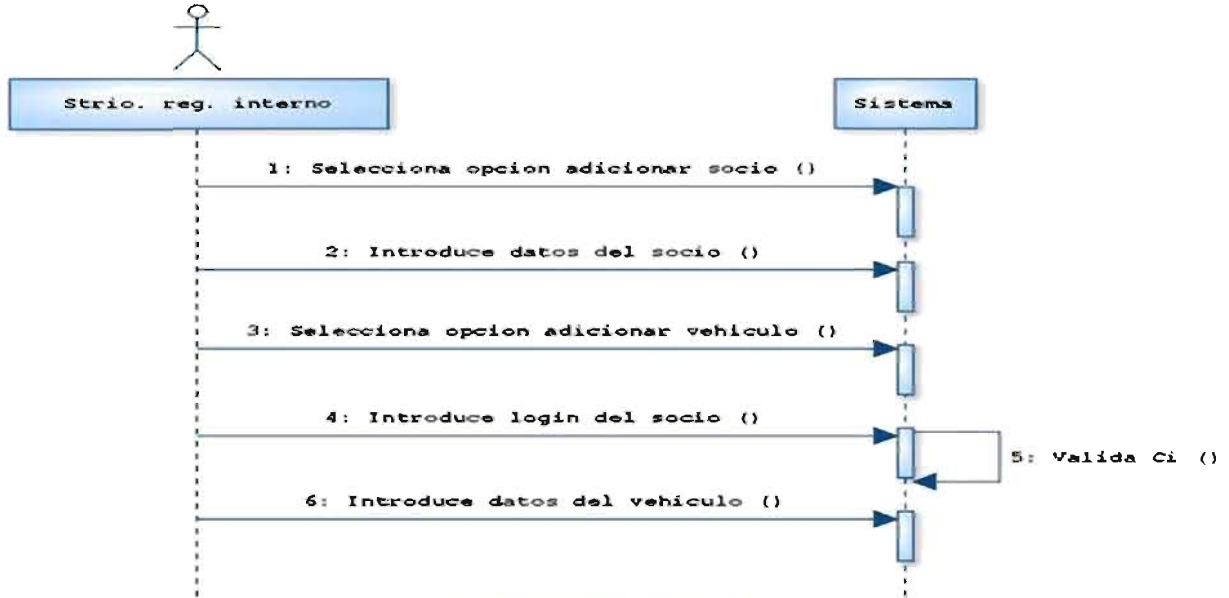 Strio. reg. interno
Sistema
1: Selecciona opcion adicionar socio ()
2: Introduce datos del socio ()
3: Selecciona opcion adicionar vehiculo ()
4: Introduce login del socio ()
5: Valida Ci ()
6: Introduce datos del vehiculo ()